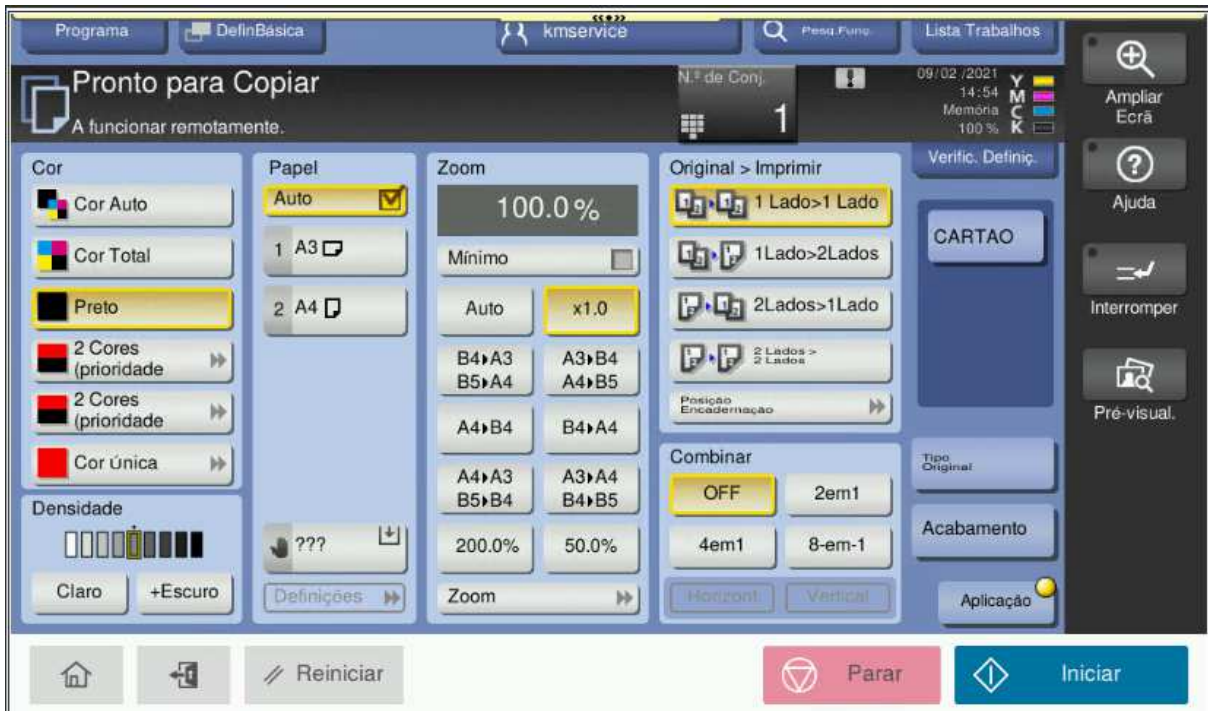 Programa
DefinBásica
kmservice
Pesq.Funç.
Lista Trabalhos
Pronto para Copiar
A funcionar remotamente.
N.º de Conj.
1
09/02 /2021
14:54
Memória
100 %
Y
M
C
K
Ampliar
Ecrã
Ajuda
Interromper
Pré-visual.
Cor
Cor Auto
Cor Total
Preto
2 Cores
(prioridade
2 Cores
(prioridade
Cor única
Densidade
Claro
+Escuro
Papel
Auto
1 A3
2 A4
???
Definições
Zoom
100.0 %
Mínimo
Auto
x1.0
B4▸A3
B5▸A4
A3▸B4
A4▸B5
A4▸B4
B4▸A4
A4▸A3
B5▸B4
A3▸A4
B4▸B5
200.0%
50.0%
Zoom
Original > Imprimir
1 Lado>1 Lado
1Lado>2Lados
2Lados>1Lado
2 Lados >
2 Lados
Posição
Encadernação
Combinar
OFF
2em1
4em1
8-em-1
Horizont.
Vertical
Verific. Definiç.
CARTAO
Tipo
Original
Acabamento
Aplicação
Reiniciar
Parar
Iniciar